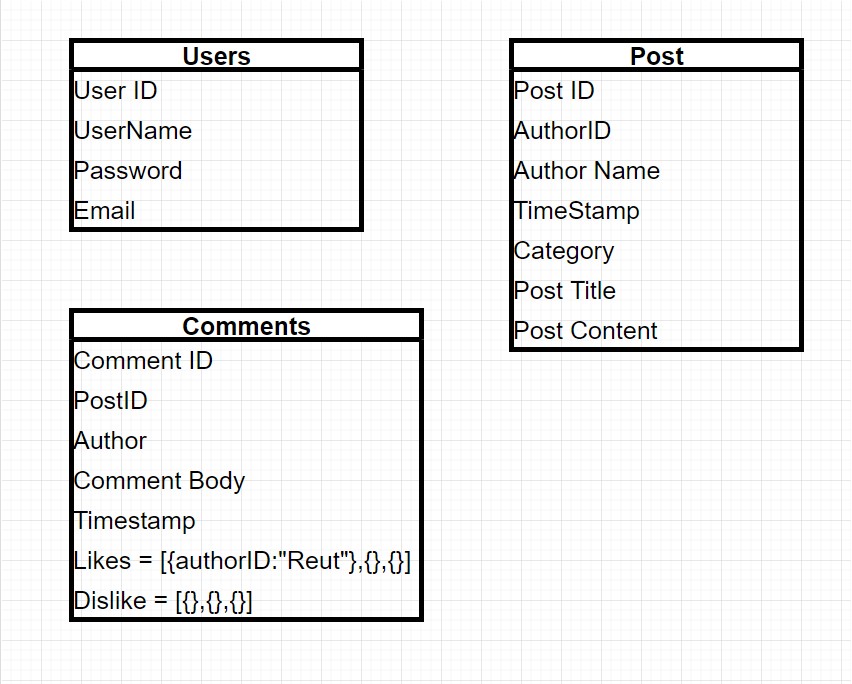 Users
User ID
UserName
Password
Email
Post
Post ID
AuthorID
Author Name
TimeStamp
Category
Post Title
Post Content
Comments
Comment ID
PostID
Author
Comment Body
Timestamp
Likes = [{authorID:"Reut"},{},{}]
Dislike = [{},{},{}]